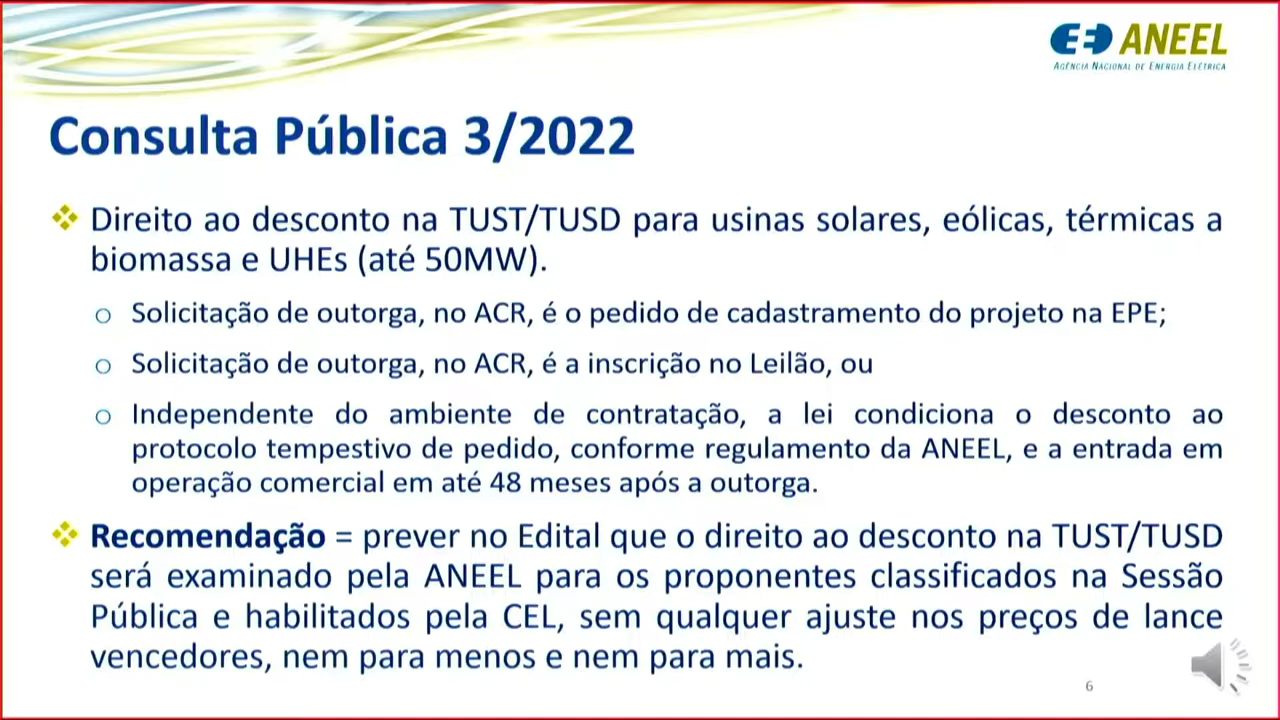 ANEEL
AGÊNCIA NACIONAL DE ENERGIA ELÉTRICA
Consulta Pública 3/2022
Direito ao desconto na TUST/TUSD para usinas solares, eólicas, térmicas a
biomassa e UHEs (até 50MW).
o Solicitação de outorga, no ACR, é o pedido de cadastramento do projeto na EPE;
o Solicitação de outorga, no ACR, é a inscrição no Leilão, ou
o Independente do ambiente de contratação, a lei condiciona o desconto ao
protocolo tempestivo de pedido, conforme regulamento da ANEEL, e a entrada em
operação comercial em até 48 meses após a outorga.
Recomendação = prever no Edital que o direito ao desconto na TUST/TUSD
será examinado pela ANEEL para os proponentes classificados na Sessão
Pública e habilitados pela CEL, sem qualquer ajuste nos preços de lance
vencedores, nem para menos e nem para mais.
6